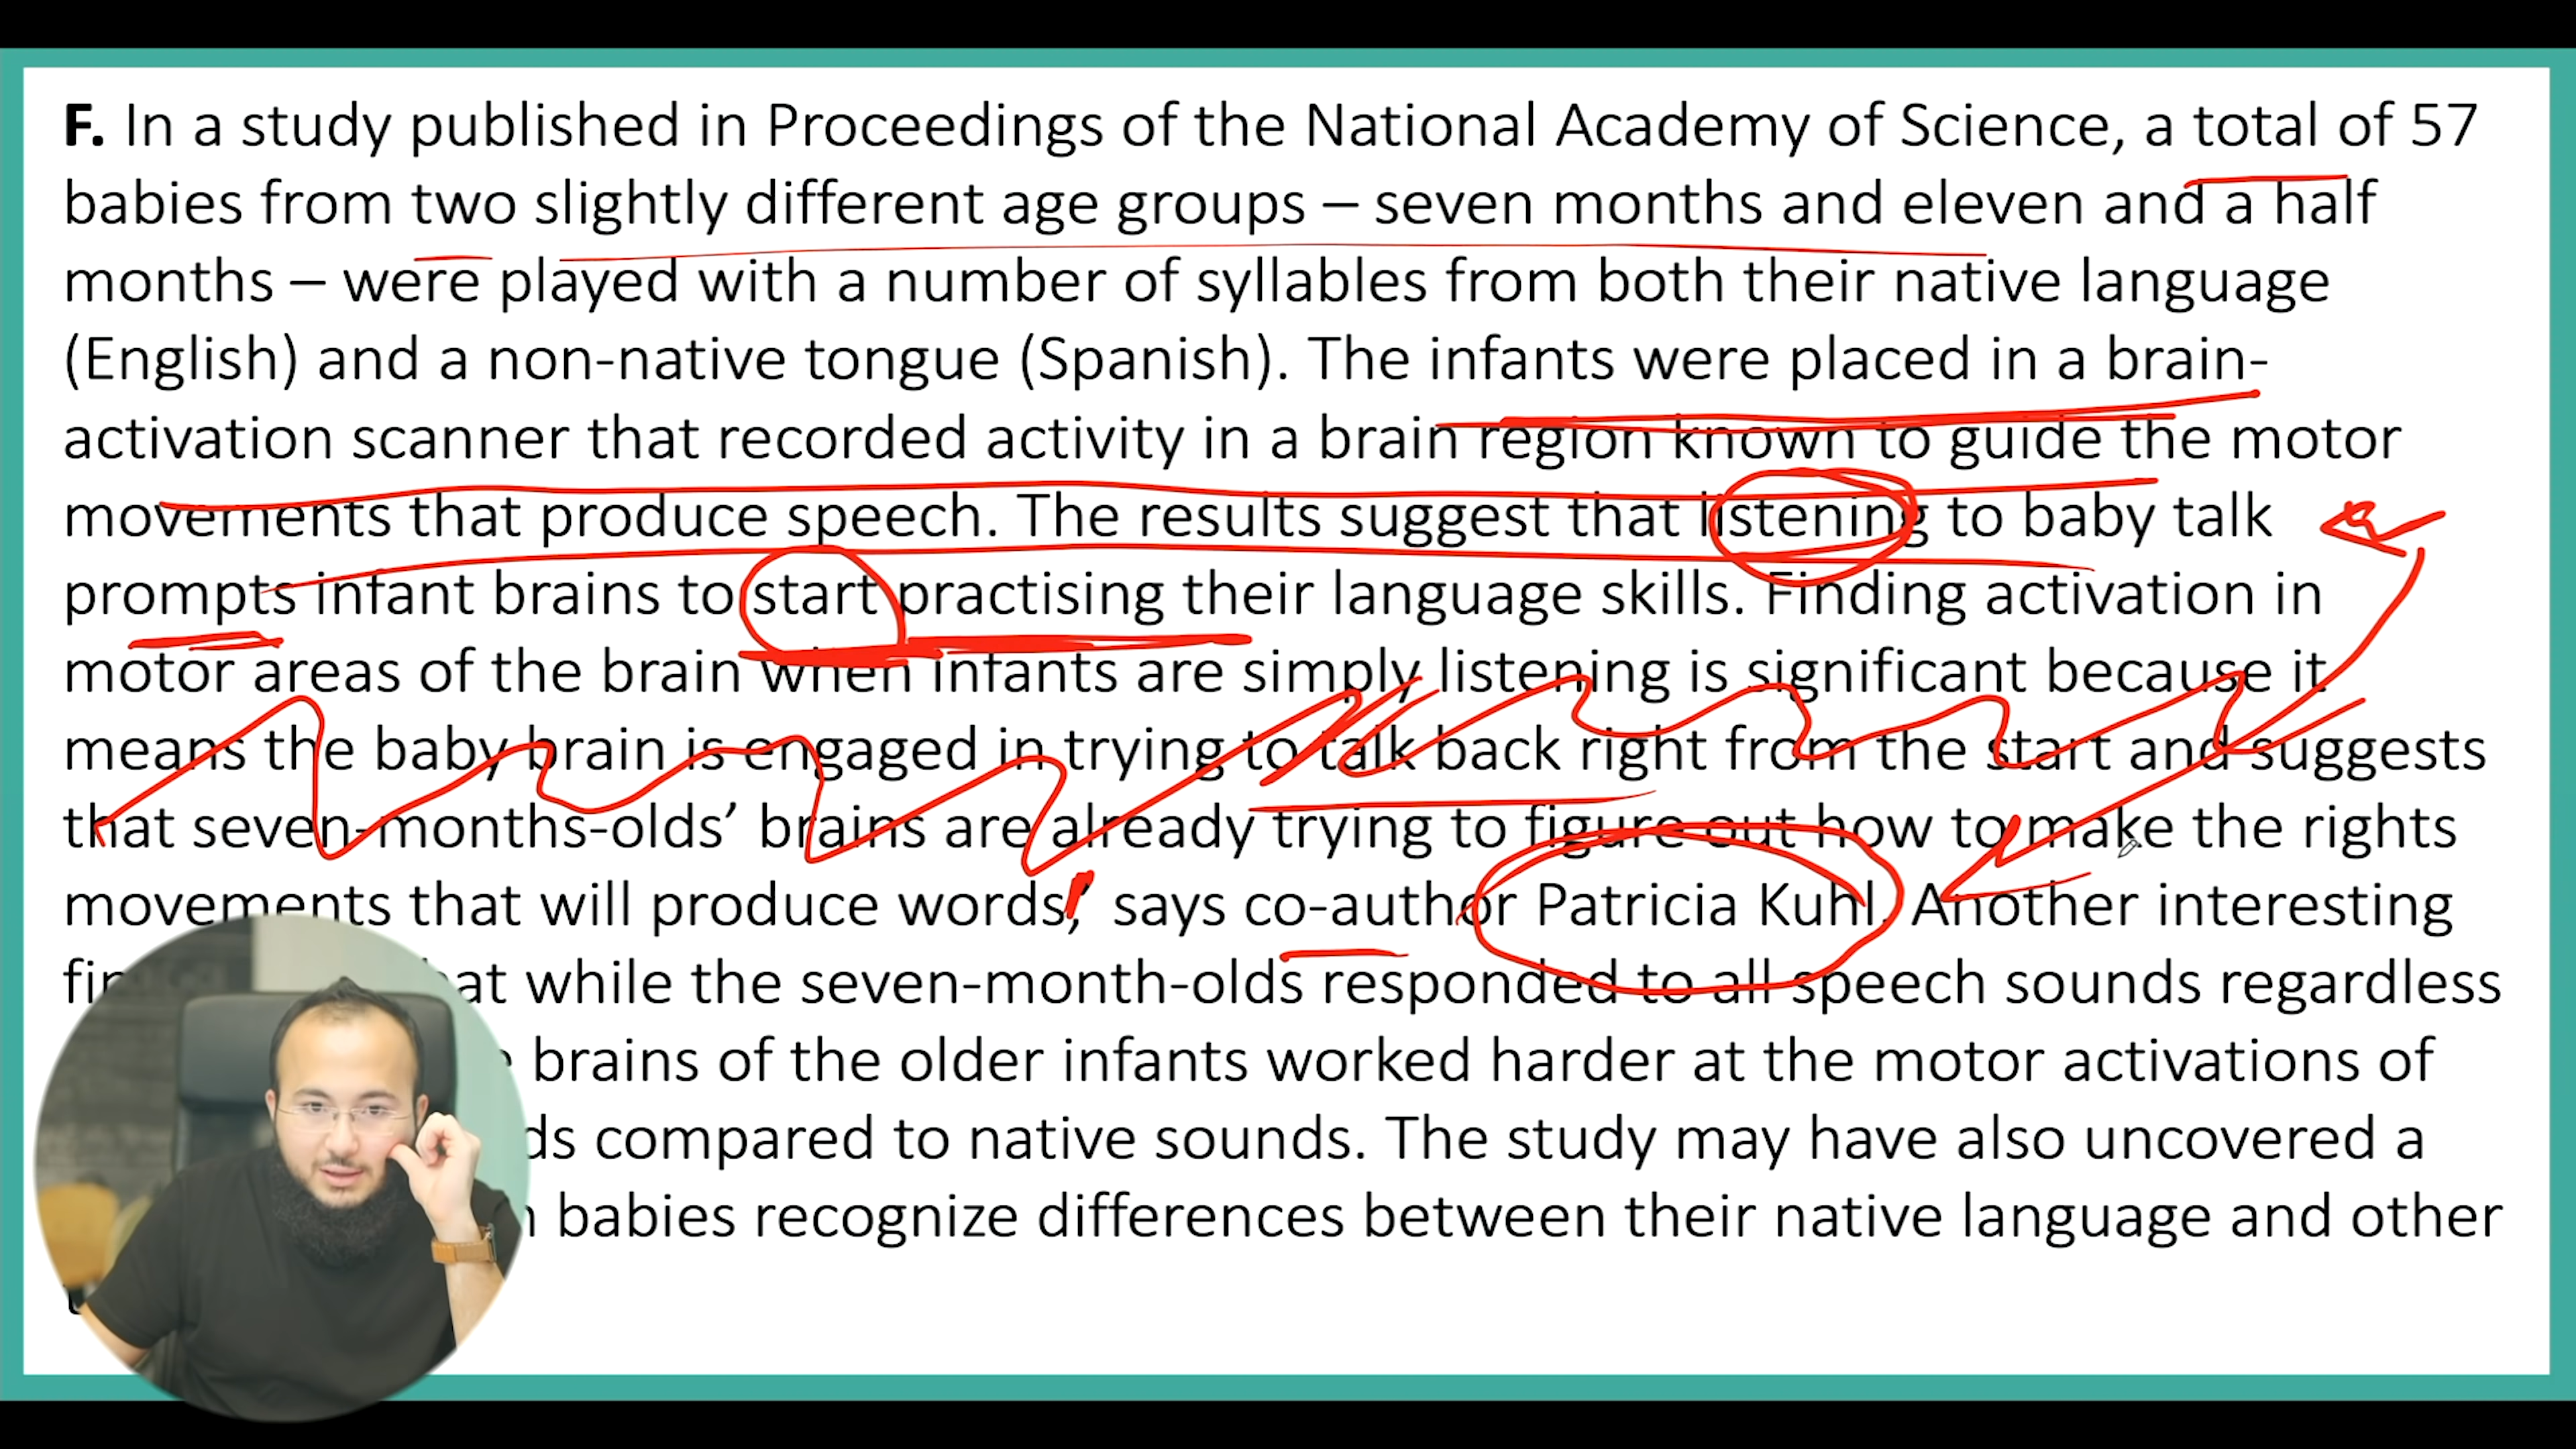 F. In a study published in Proceedings of the National Academy of Science, a total of 57
babies from two slightly different age groups – seven months and eleven and a half
months – were played with a number of syllables from both their native language
(English) and a non-native tongue (Spanish). The infants were placed in a brain-
activation scanner that recorded activity in a brain region known to guide the motor
movements that produce speech. The results suggest that listening to baby talk
prompts infant brains to start practising their language skills. Finding activation in
motor areas of the brain when infants are simply listening is significant because it
means the baby brain is engaged in trying to talk back right from the start and suggests
that seven-months-olds’ brains are already trying to figure out how to make the rights
movements that will produce words,’ says co-author Patricia Kuhl. Another interesting
while the seven-month-olds responded to all speech sounds regardless
brains of the older infants worked harder at the motor activations of
compared to native sounds. The study may have also uncovered a
babies recognize differences between their native language and other